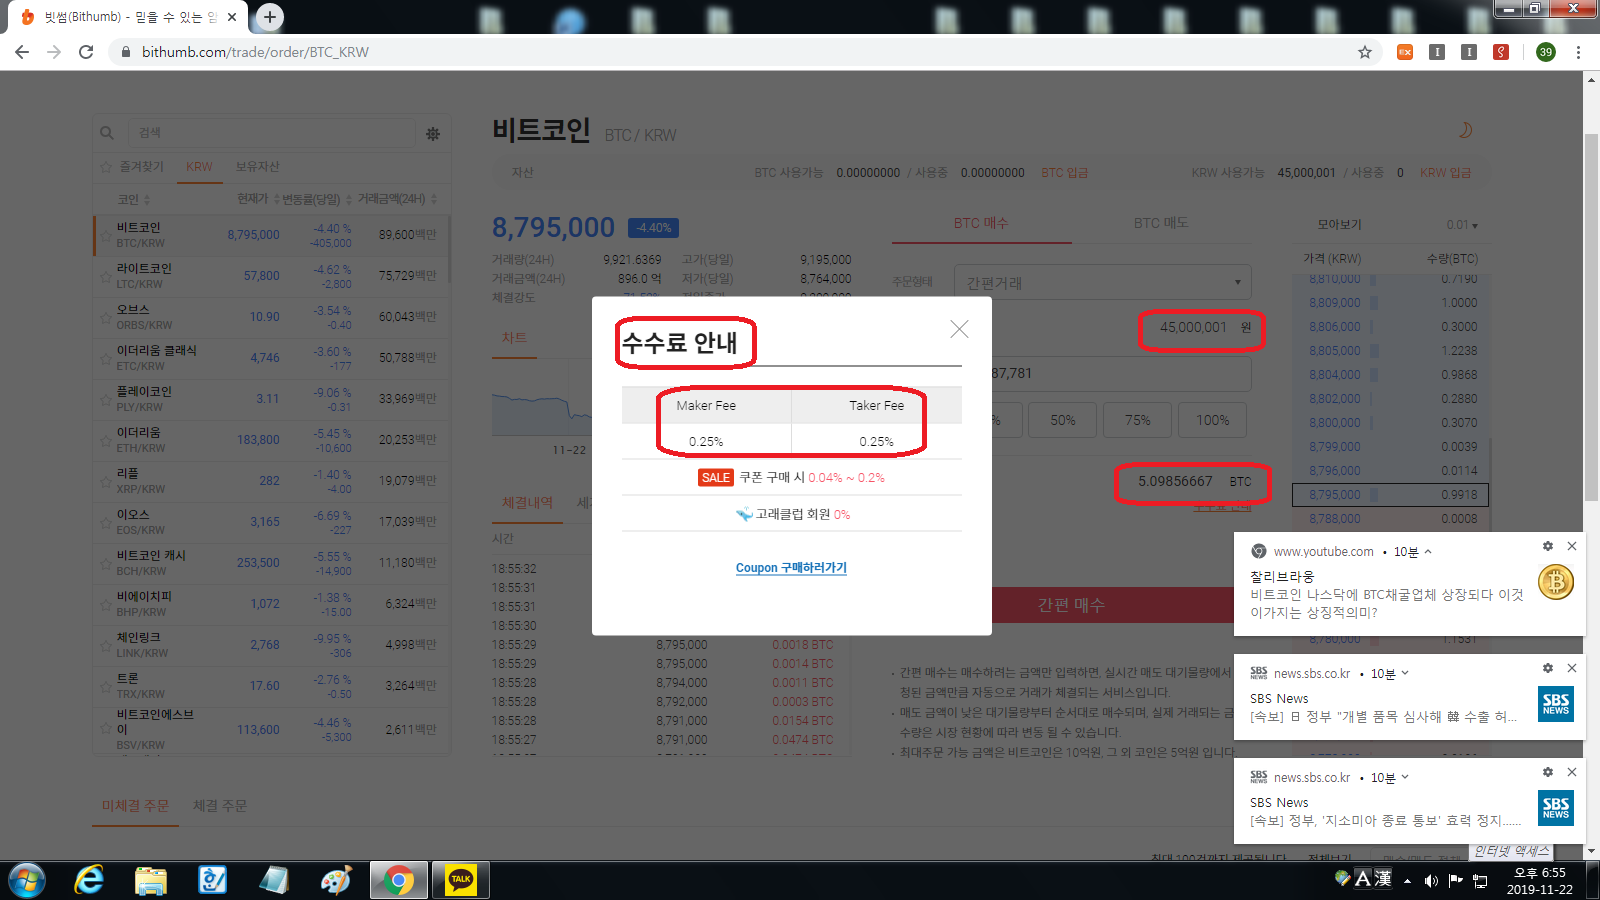 빗썸(Bithumb) - 믿을 수 있는 암
bithumb.com/trade/order/BTC_KRW
39
검색
즐겨찾기 KRW 보유자산
코인 현재가 변동률(당일) 거래금액(24H)
비트코인 8,795,000 -4.40 % 89,600백만
BTC/KRW -405,000
라이트코인 57,800 -4.62 % 75,729백만
LTC/KRW -2,800
오브스 10.90 -3.54 % 60,043백만
ORBS/KRW -0.40
이더리움 클래식 4,746 -3.60 % 50,788백만
ETC/KRW -177
플레이코인 3.11 -9.06 % 33,969백만
PLY/KRW -0.31
이더리움 183,800 -5.45 % 20,253백만
ETH/KRW -10,600
리플 282 -1.40 % 19,079백만
XRP/KRW -4.00
이오스 3,165 -6.69 % 17,039백만
EOS/KRW -227
비트코인 캐시 253,500 -5.55 % 11,180백만
BCH/KRW -14,900
비에이치피 1,072 -1.38 % 6,324백만
BHP/KRW -15.00
체인링크 2,768 -9.95 % 4,998백만
LINK/KRW -306
트론 17.60 -2.76 % 3,264백만
TRX/KRW -0.50
비트코인에스브이 113,600 -4.46 % 2,611백만
BSV/KRW -5,300
비트코인 BTC / KRW
자산 BTC 사용가능 0.00000000 / 사용중 0.00000000 BTC 입금 KRW 사용가능 45,000,001 / 사용중 0 KRW 입금
8,795,000 -4.40%
거래량(24H) 9,921.6369 고가(당일) 9,195,000
거래금액(24H) 896.0 억 저가(당일) 8,764,000
체결강도
차트
11-22
체결내역
시간
18:55:32
18:55:31
18:55:31
18:55:30
18:55:29 8,795,000 0.0018 BTC
18:55:29 8,795,000 0.0014 BTC
18:55:28 8,794,000 0.0011 BTC
18:55:28 8,792,000 0.0003 BTC
18:55:28 8,791,000 0.0154 BTC
18:55:27 8,791,000 0.0474 BTC
BTC 매수 BTC 매도
주문형태 간편거래
45,000,001 원
87,781
% 50% 75% 100%
5.09856667 BTC
수수료 안내
간편 매수
· 간편 매수는 매수하려는 금액만 입력하면, 실시간 매도 대기물량에서
청된 금액만큼 자동으로 거래가 체결되는 서비스입니다.
· 매도 금액이 낮은 대기물량부터 순서대로 매수되며, 실제 거래되는 금
수량은 시장 현황에 따라 변동 될 수 있습니다.
· 최대주문 가능 금액은 비트코인은 10억원, 그 외 코인은 5억원 입니다.
모아보기 0.01
가격 (KRW) 수량(BTC)
8,810,000 0.7190
8,809,000 1.0000
8,806,000 0.3000
8,805,000 1.2238
8,804,000 0.9868
8,802,000 0.2880
8,800,000 0.3070
8,799,000 0.0039
8,796,000 0.0114
8,795,000 0.9918
8,788,000 0.0008
8,780,000 1.1531
수수료 안내
Maker Fee Taker Fee
0.25% 0.25%
SALE 쿠폰 구매 시 0.04% ~ 0.2%
고래클럽 회원 0%
Coupon 구매하러가기
www.youtube.com • 10분
찰리브라웅
비트코인 나스닥에 BTC채굴업체 상장되다 이것
이가지는 상징적의미?
SBS NEWS news.sbs.co.kr • 10분
SBS News
[속보] 日 정부 "개별 품목 심사해 韓 수출 허...
SBS NEWS
SBS NEWS news.sbs.co.kr • 10분
SBS News
[속보] 정부, '지소미아 종료 통보' 효력 정지......
SBS NEWS
미체결 주문 체결 주문
최대 100건까지 제공됩니다 전체보기
인터넷 액세스
TALK
A 漢
오후 6:55
2019-11-22